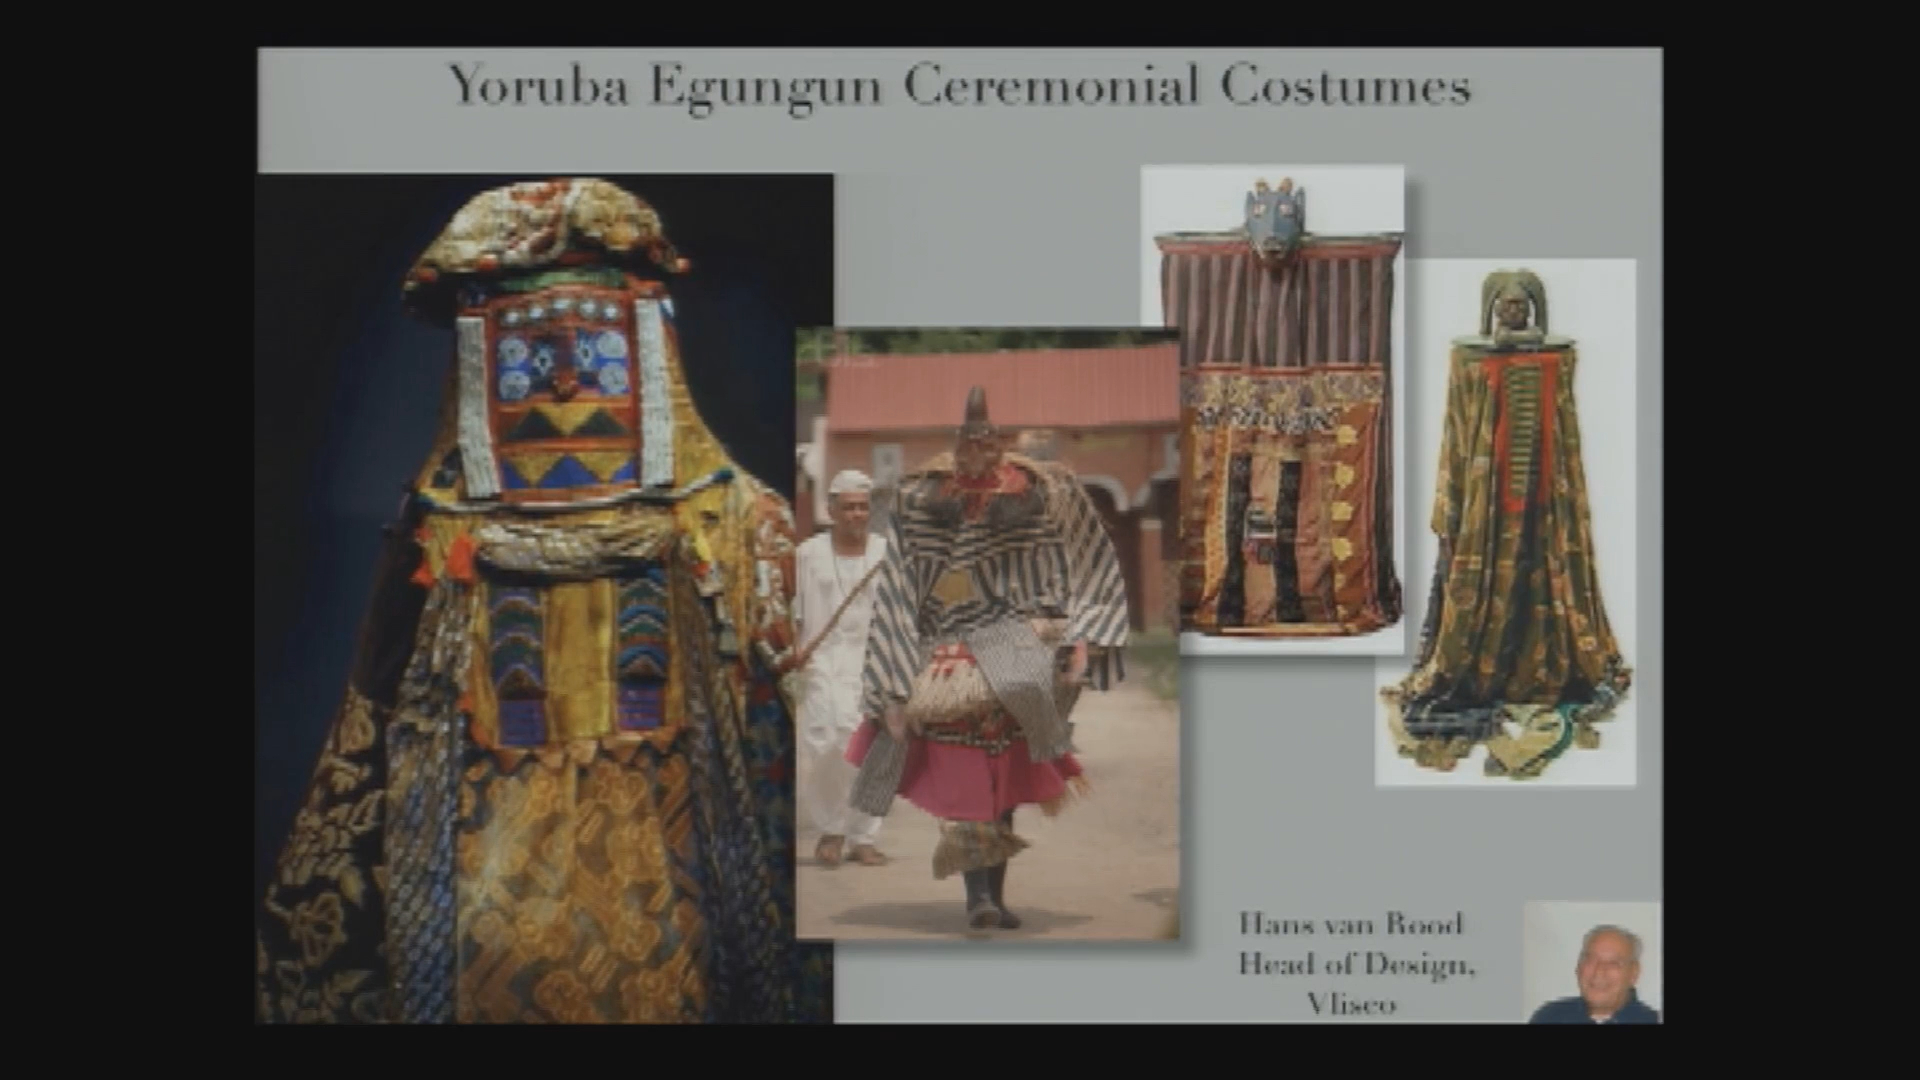 Yoruba Egungun Ceremonial Costumes
Hans van Rood
Head of Design,
Vlisco